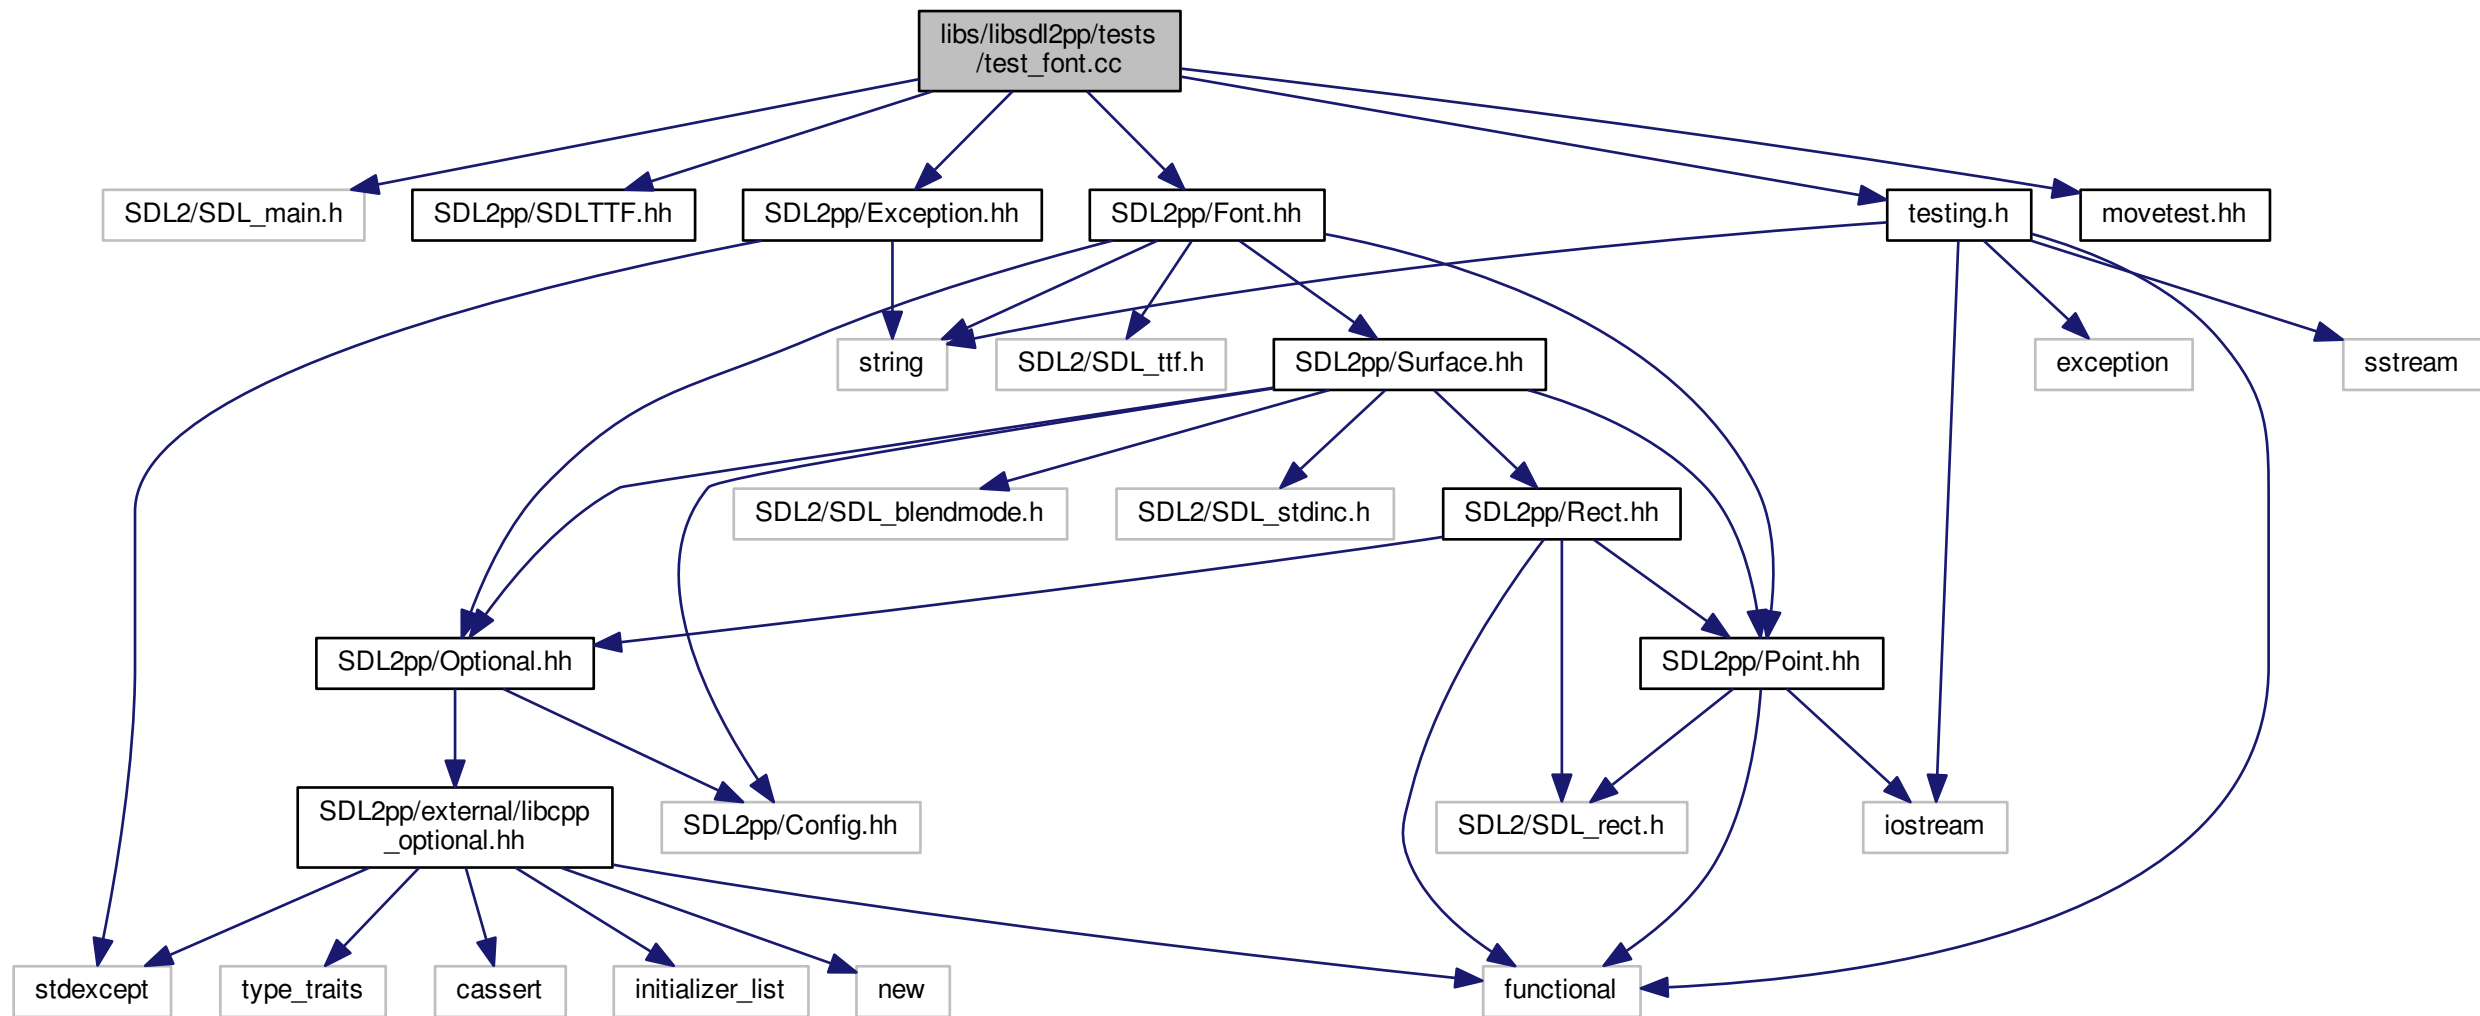 libs/libsdl2pp/tests
/test_font.cc
SDL2/SDL_main.h
SDL2pp/SDLTTF.hh
SDL2pp/Exception.hh
SDL2pp/Font.hh
testing.h
movetest.hh
string
SDL2/SDL_ttf.h
SDL2pp/Surface.hh
exception
sstream
SDL2/SDL_blendmode.h
SDL2/SDL_stdinc.h
SDL2pp/Rect.hh
SDL2pp/Optional.hh
SDL2pp/Point.hh
SDL2pp/external/libcpp
_optional.hh
SDL2pp/Config.hh
SDL2/SDL_rect.h
iostream
stdexcept
type_traits
cassert
initializer_list
new
functional